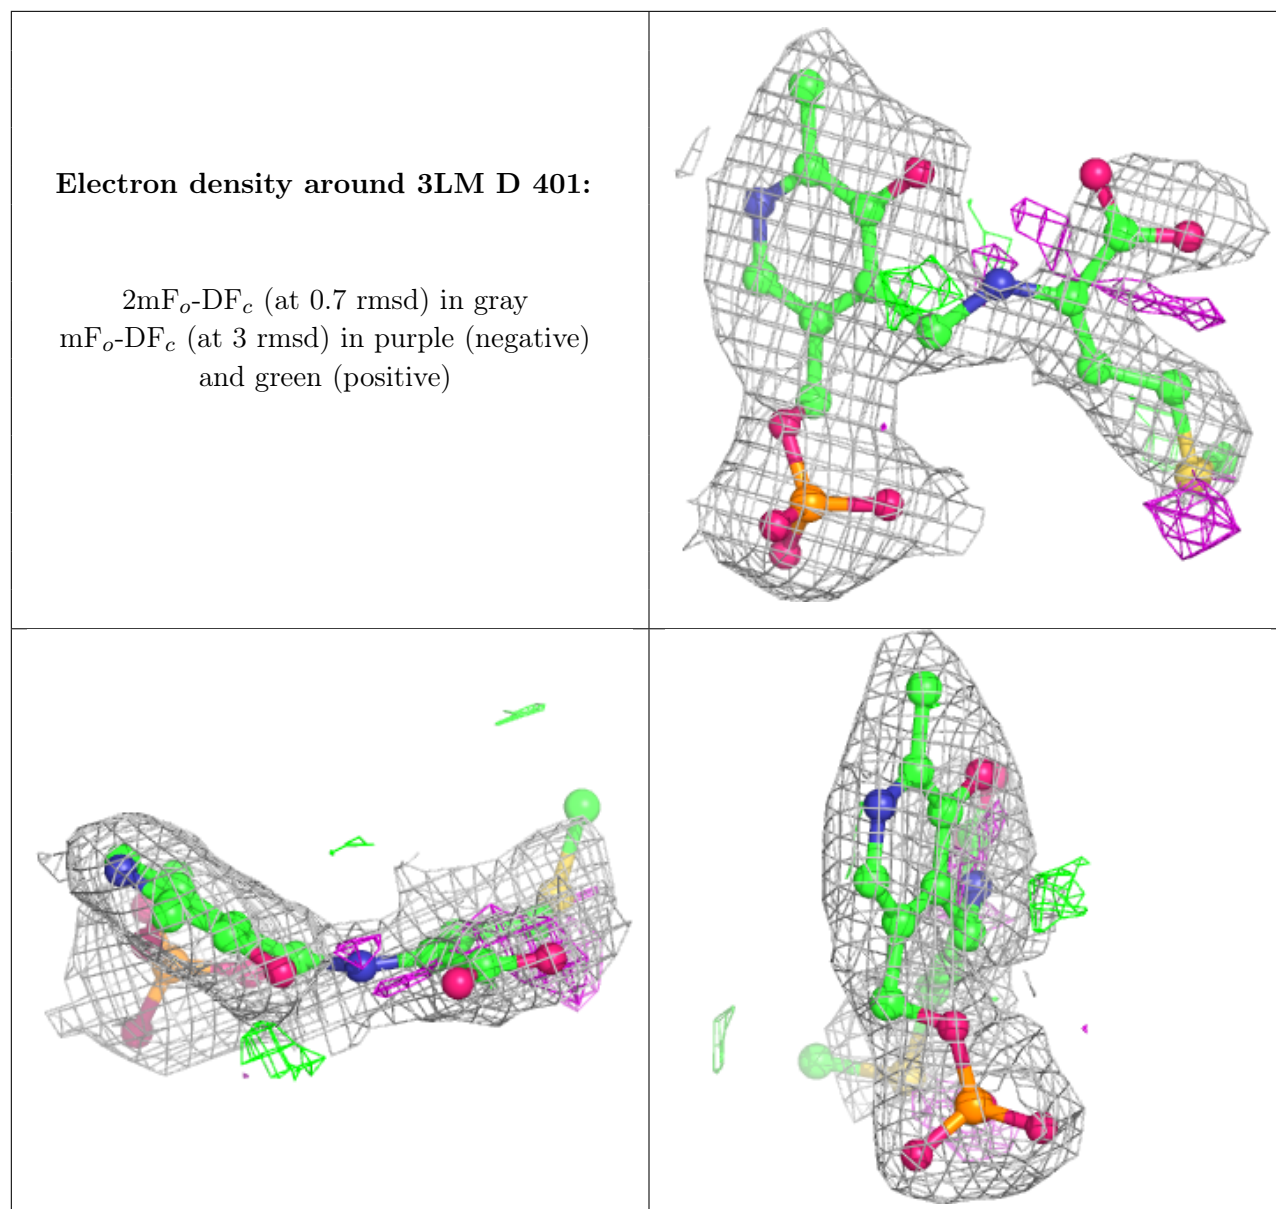 Electron density around 3LM D 401:
2mFo-DFc (at 0.7 rmsd) in gray
mFo-DFc (at 3 rmsd) in purple (negative)
and green (positive)